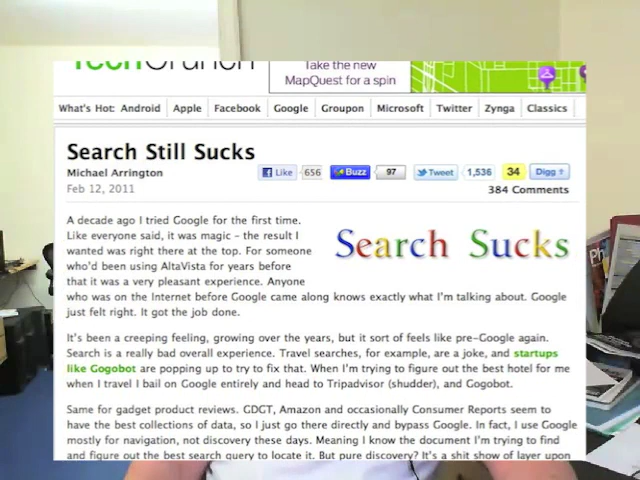 TechCrunch
Take the new
MapQuest for a spin
What's Hot: Android Apple Facebook Google Groupon Microsoft Twitter Zynga Classics
Search Still Sucks
Michael Arrington
Feb 12, 2011
Like 656 Buzz 97 Tweet 1,536 34 Digg
384 Comments
Search Sucks
A decade ago I tried Google for the first time.
Like everyone said, it was magic – the result I
wanted was right there at the top. For someone
who'd been using AltaVista for years before
that it was a very pleasant experience. Anyone
who was on the Internet before Google came along knows exactly what I'm talking about. Google
just felt right. It got the job done.
It's been a creeping feeling, growing over the years, but it sort of feels like pre-Google again.
Search is a really bad overall experience. Travel searches, for example, are a joke, and startups
like Gogobot are popping up to try to fix that. When I'm trying to figure out the best hotel for me
when I travel I bail on Google entirely and head to Tripadvisor (shudder), and Gogobot.
Same for gadget product reviews. GDGT, Amazon and occasionally Consumer Reports seem to
have the best collections of data, so I just go there directly and bypass Google. In fact, I use Google
mostly for navigation, not discovery these days. Meaning I know the document I'm trying to find
and figure out the best search query to locate it. But pure discovery? It's a shit show of layer upon